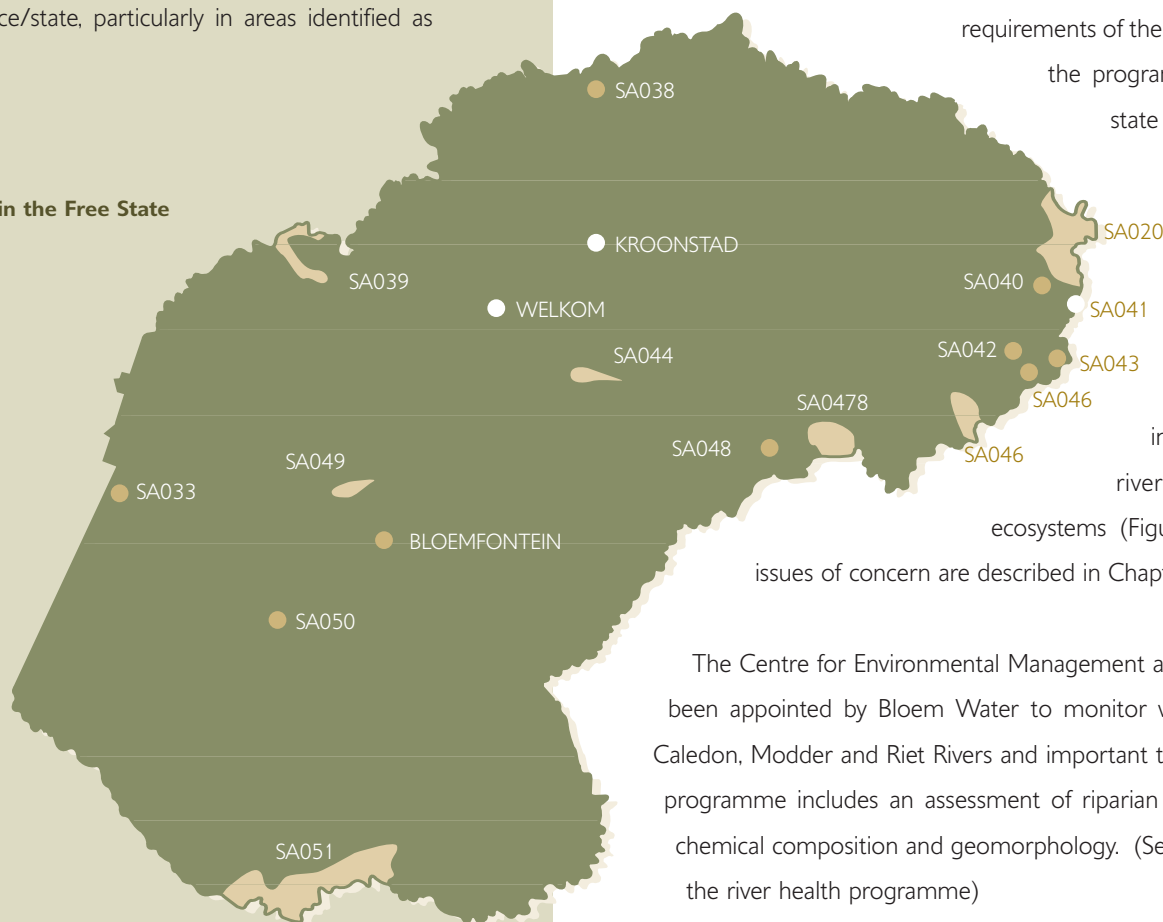 ce/state, particularly in areas identified as
in the Free State
requirements of the
the program
state
SA038
KROONSTAD
SA020
SA039
SA040
WELKOM
SA041
SA044
SA042
SA043
SA046
SA0478
SA048
SA046
SA049
SA033
BLOEMFONTEIN
SA050
SA051
in
river
ecosystems (Figu
issues of concern are described in Chapt
The Centre for Environmental Management a
been appointed by Bloem Water to monitor w
Caledon, Modder and Riet Rivers and important t
programme includes an assessment of riparian
chemical composition and geomorphology. (Se
the river health programme)